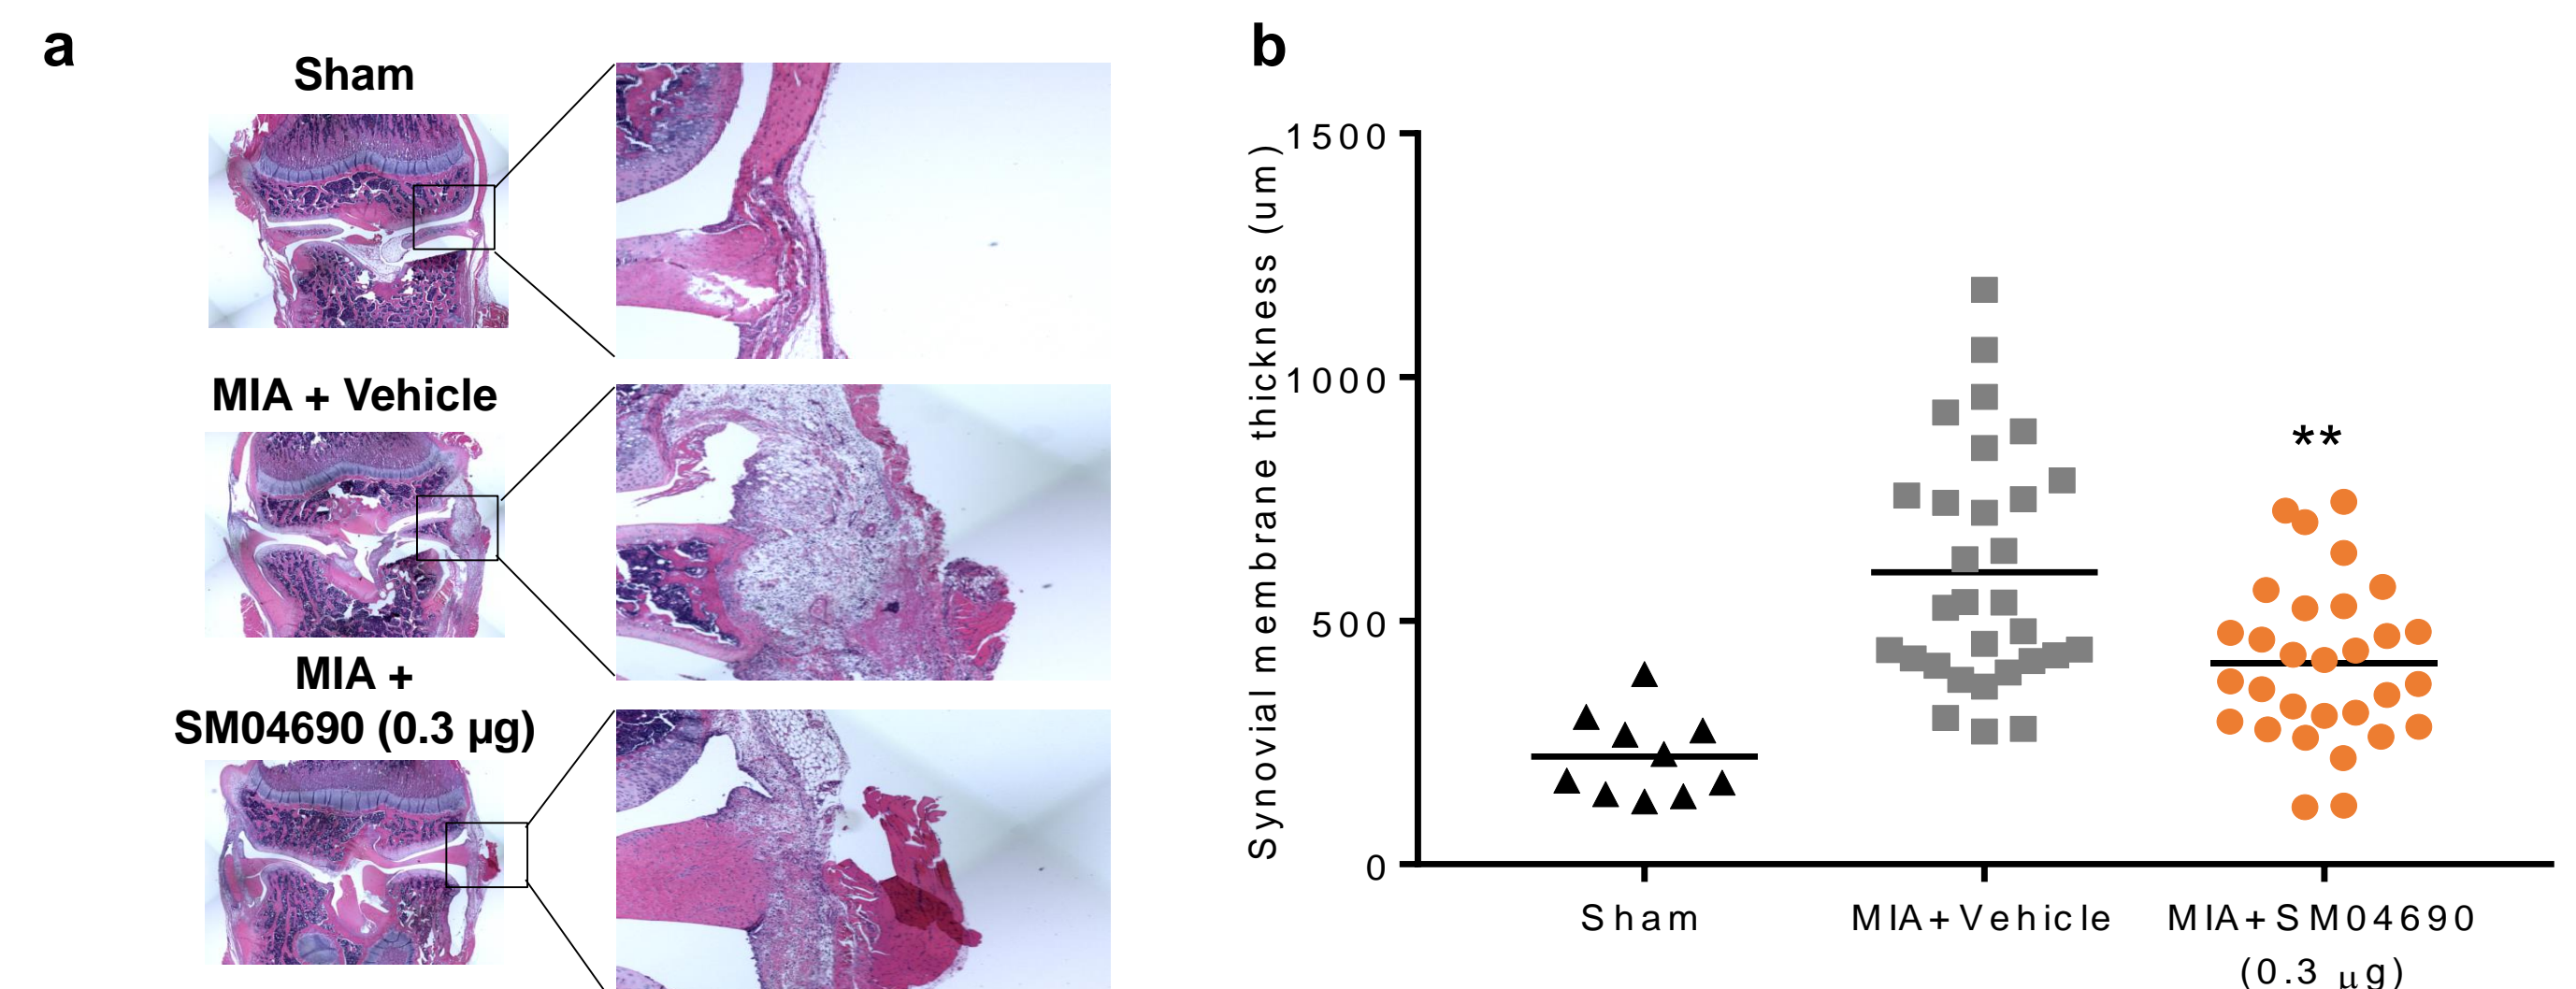 a
Sham
MIA + Vehicle
MIA +
SM04690 (0.3 µg)
b
Synovial membrane thickness (um)
1500
1000
500
0
**
Sham
MIA+Vehicle
MIA+SM04690
(0.3 µg)